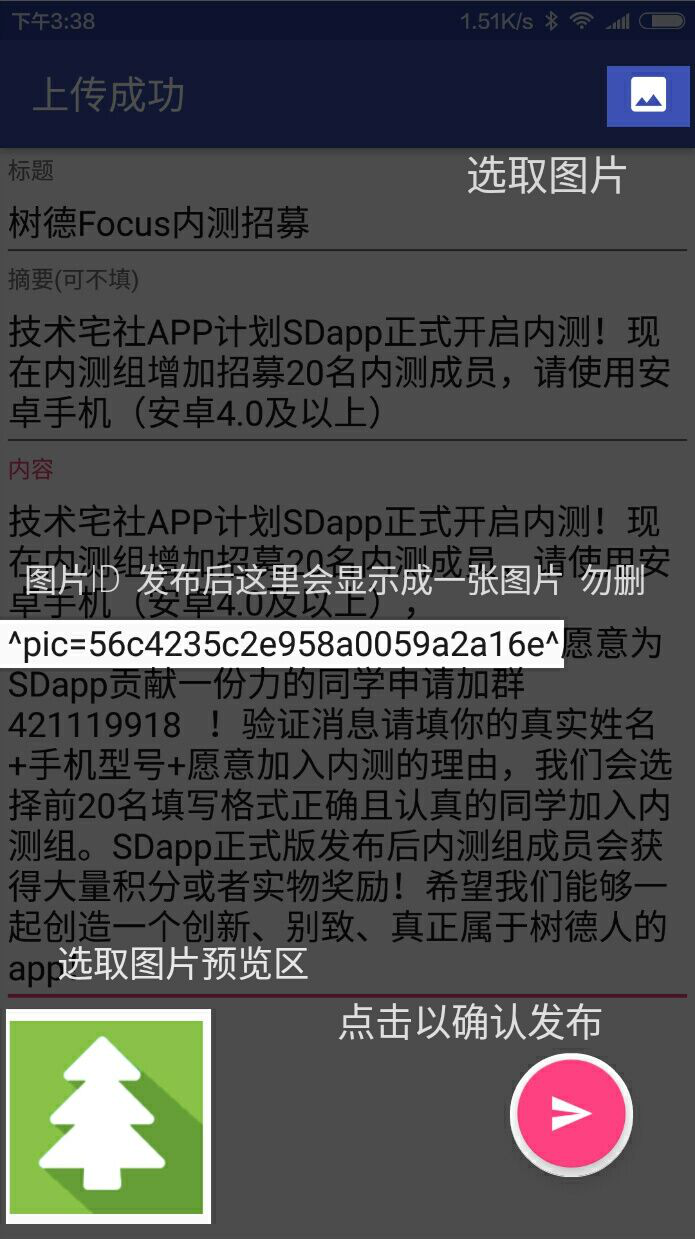 下午3:38
1.51K/s
上传成功
选取图片
标题
树德Focus内测招募
摘要(可不填)
技术宅社APP计划SDapp正式开启内测！现
在内测组增加招募20名内测成员，请使用安
卓手机（安卓4.0及以上）
内容
技术宅社APP计划SDapp正式开启内测！现
在内测组增加招募20名内测成员，请使用安
图片ID 发布后这里会显示成一张图片 勿删
卓手机（安卓4.0及以上），
^pic=56c4235c2e958a0059a2a16e^愿意为
SDapp贡献一份力的同学申请加群
421119918 ！验证消息请填你的真实姓名
+手机型号+愿意加入内测的理由，我们会选
择前20名填写格式正确且认真的同学加入内
测组。SDapp正式版发布后内测组成员会获
得大量积分或者实物奖励！希望我们能够一
起创造一个创新、别致、真正属于树德人的
app
选取图片预览区
点击以确认发布